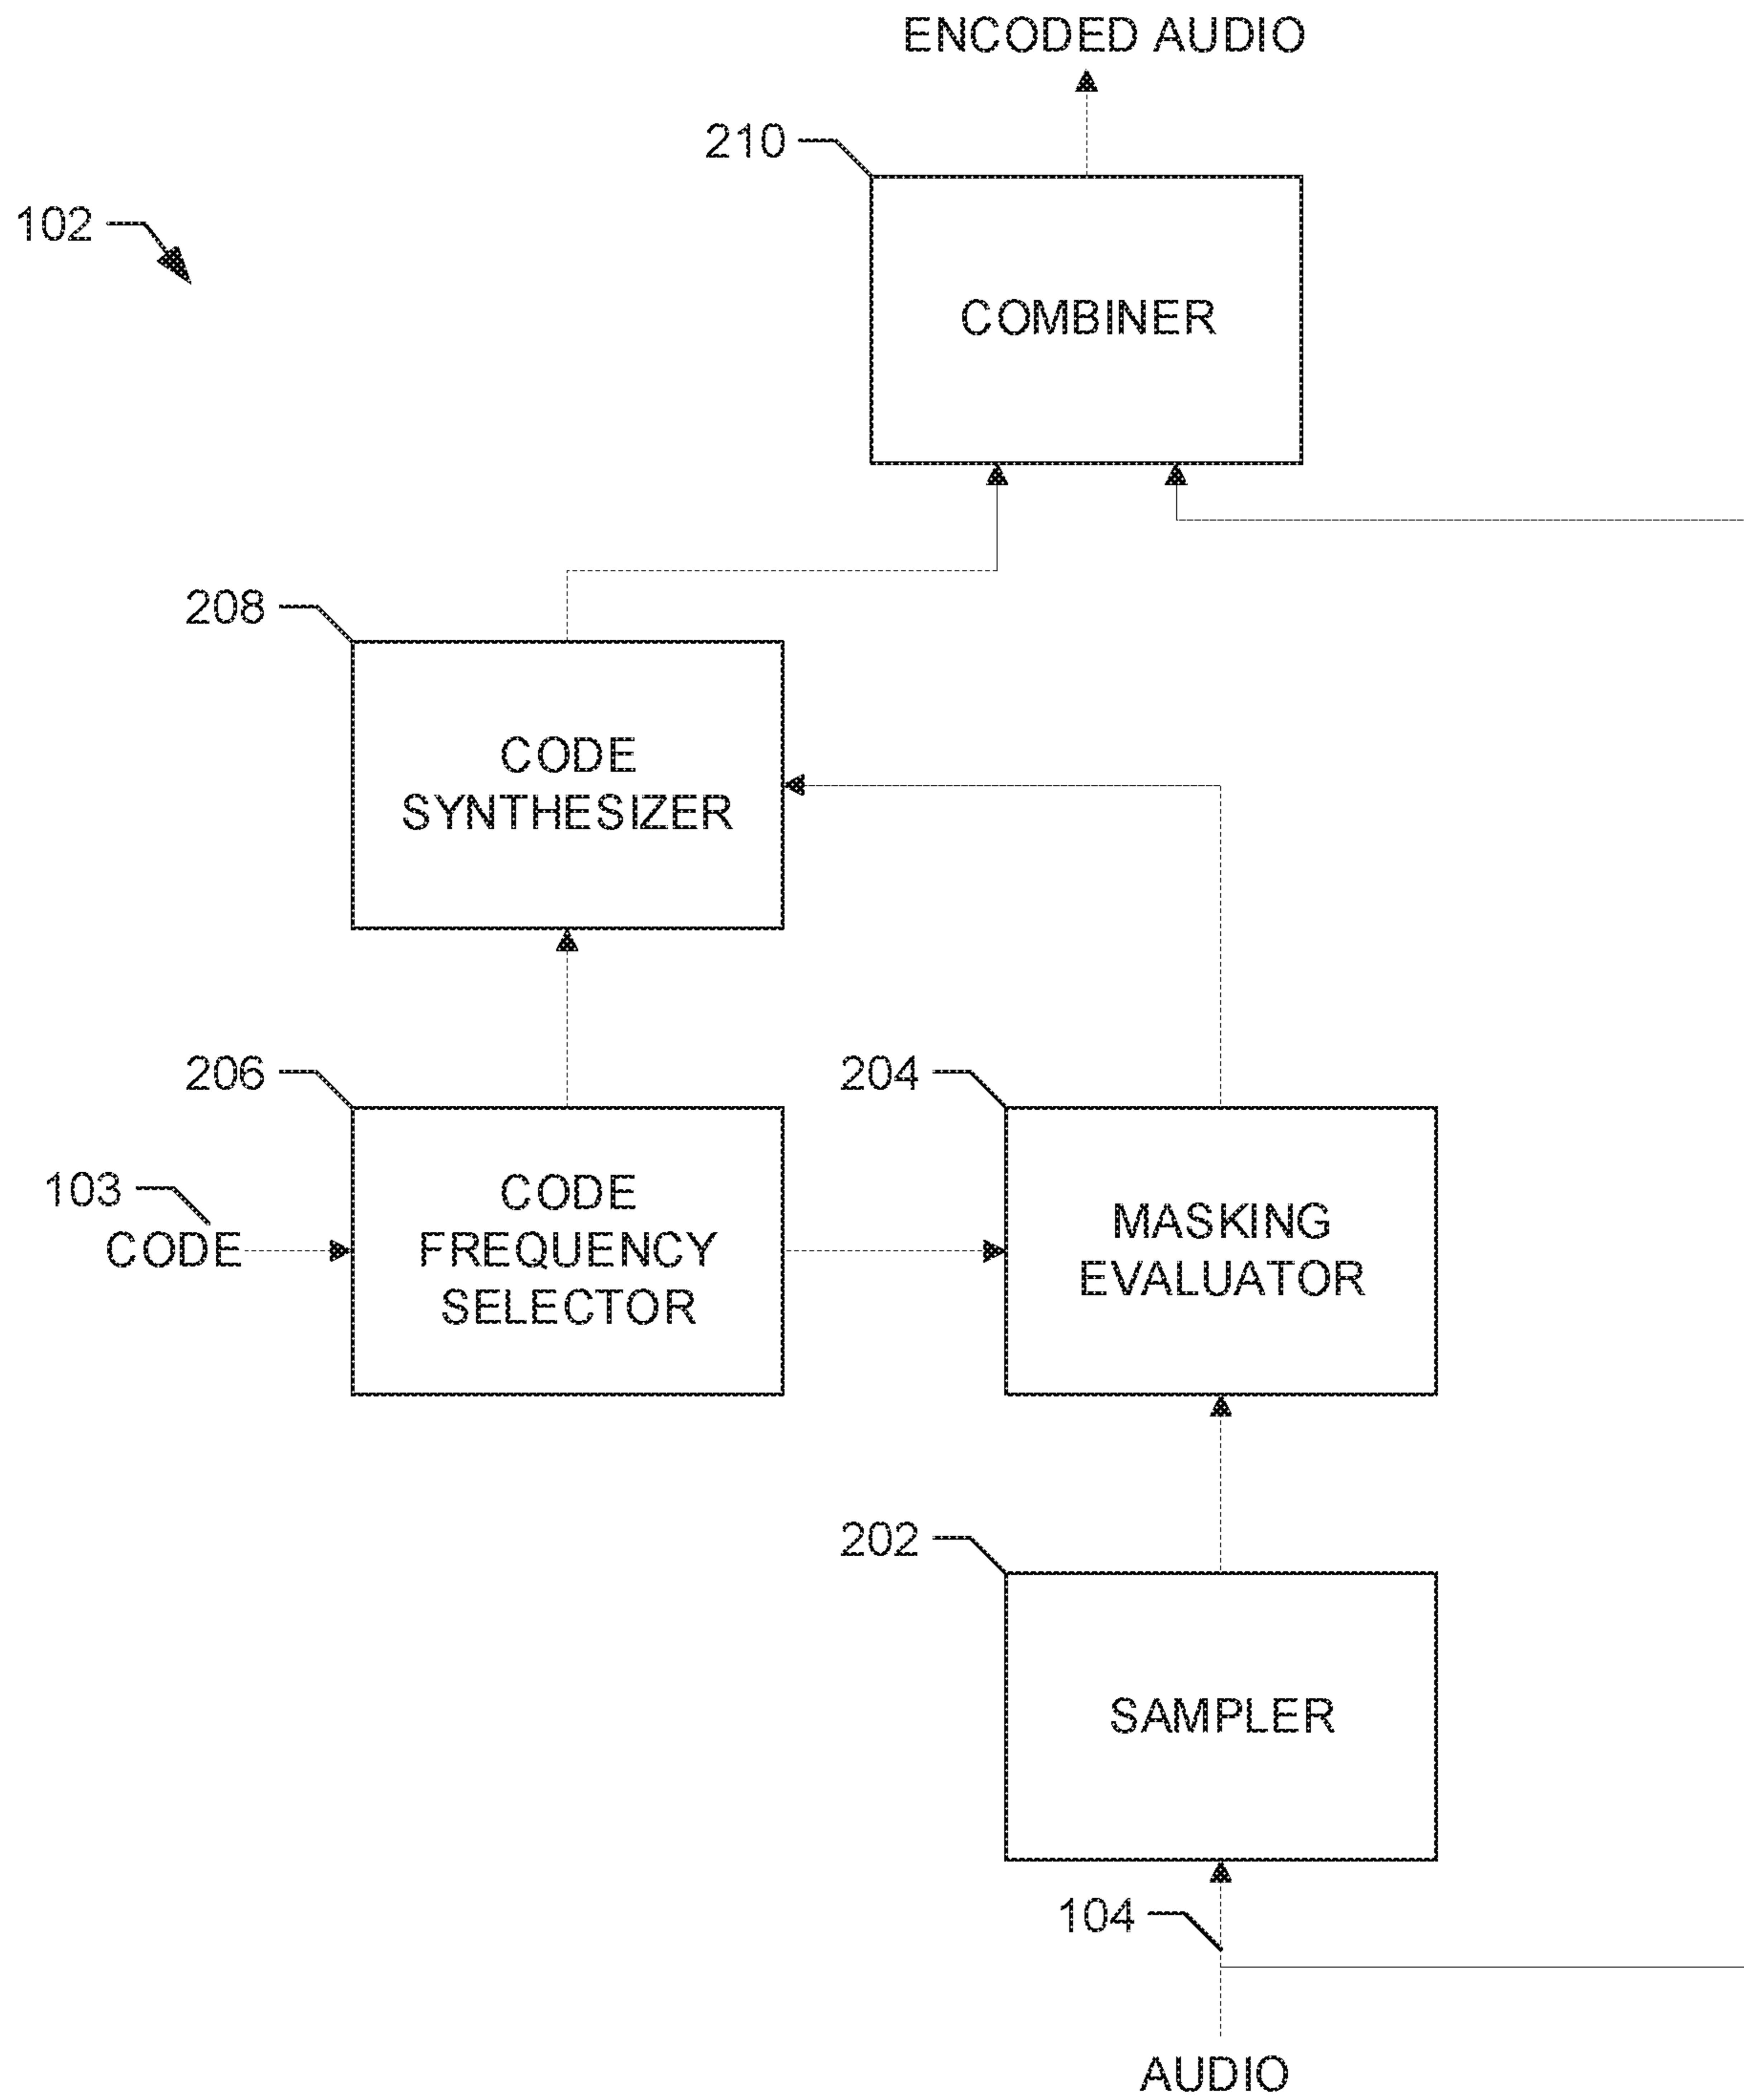 ENCODED AUDIO
210
102
COMBINER
208
CODE
SYNTHESIZER
206
204
103
CODE
CODE
FREQUENCY
SELECTOR
MASKING
EVALUATOR
202
SAMPLER
104
AUDIO